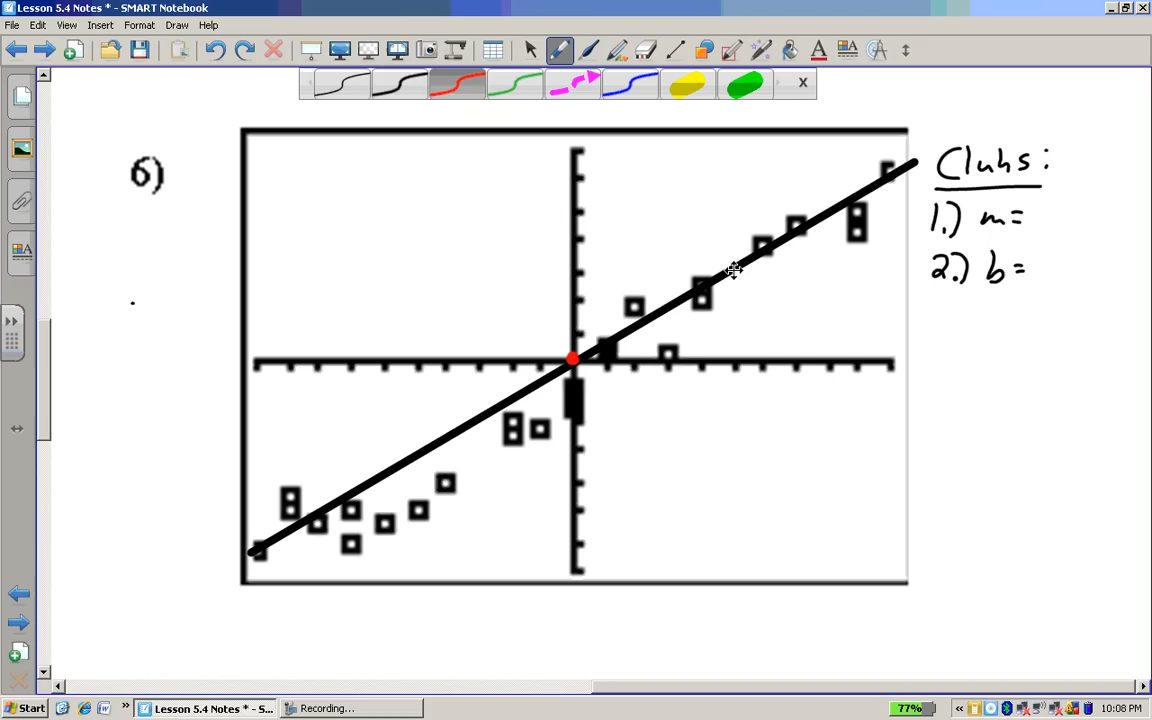 Lesson 5.4 Notes * - SMART Notebook
File Edit View Insert Format Draw Help
6)
Cluhs:
1.) m=
2.) b=
Start
Lesson 5.4 Notes * - S...
Recording...
77%
10:08 PM